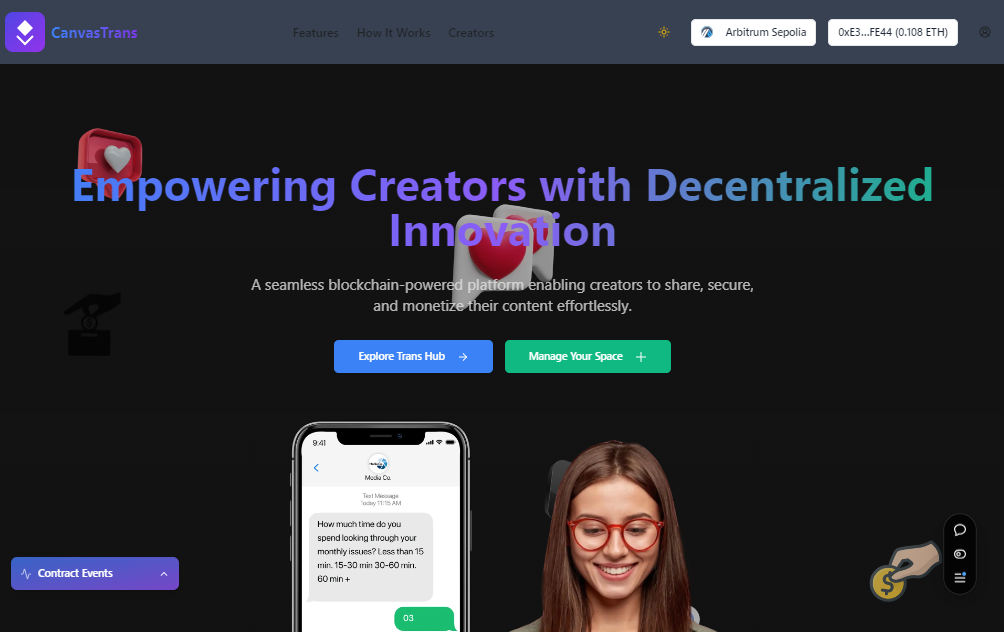 CanvasTrans
Features How It Works Creators
Arbitrum Sepolia
0xE3...FE44 (0.108 ETH)
Empowering Creators with Decentralized
Innovation
A seamless blockchain-powered platform enabling creators to share, secure,
and monetize their content effortlessly.
Explore Trans Hub
Manage Your Space
9:41
Media Co.
Text Message
Today 11:15 AM
How much time do you
spend looking through your
monthly issues? Less than 15
min. 15-30 min 30-60 min.
60 min +
03
Contract Events